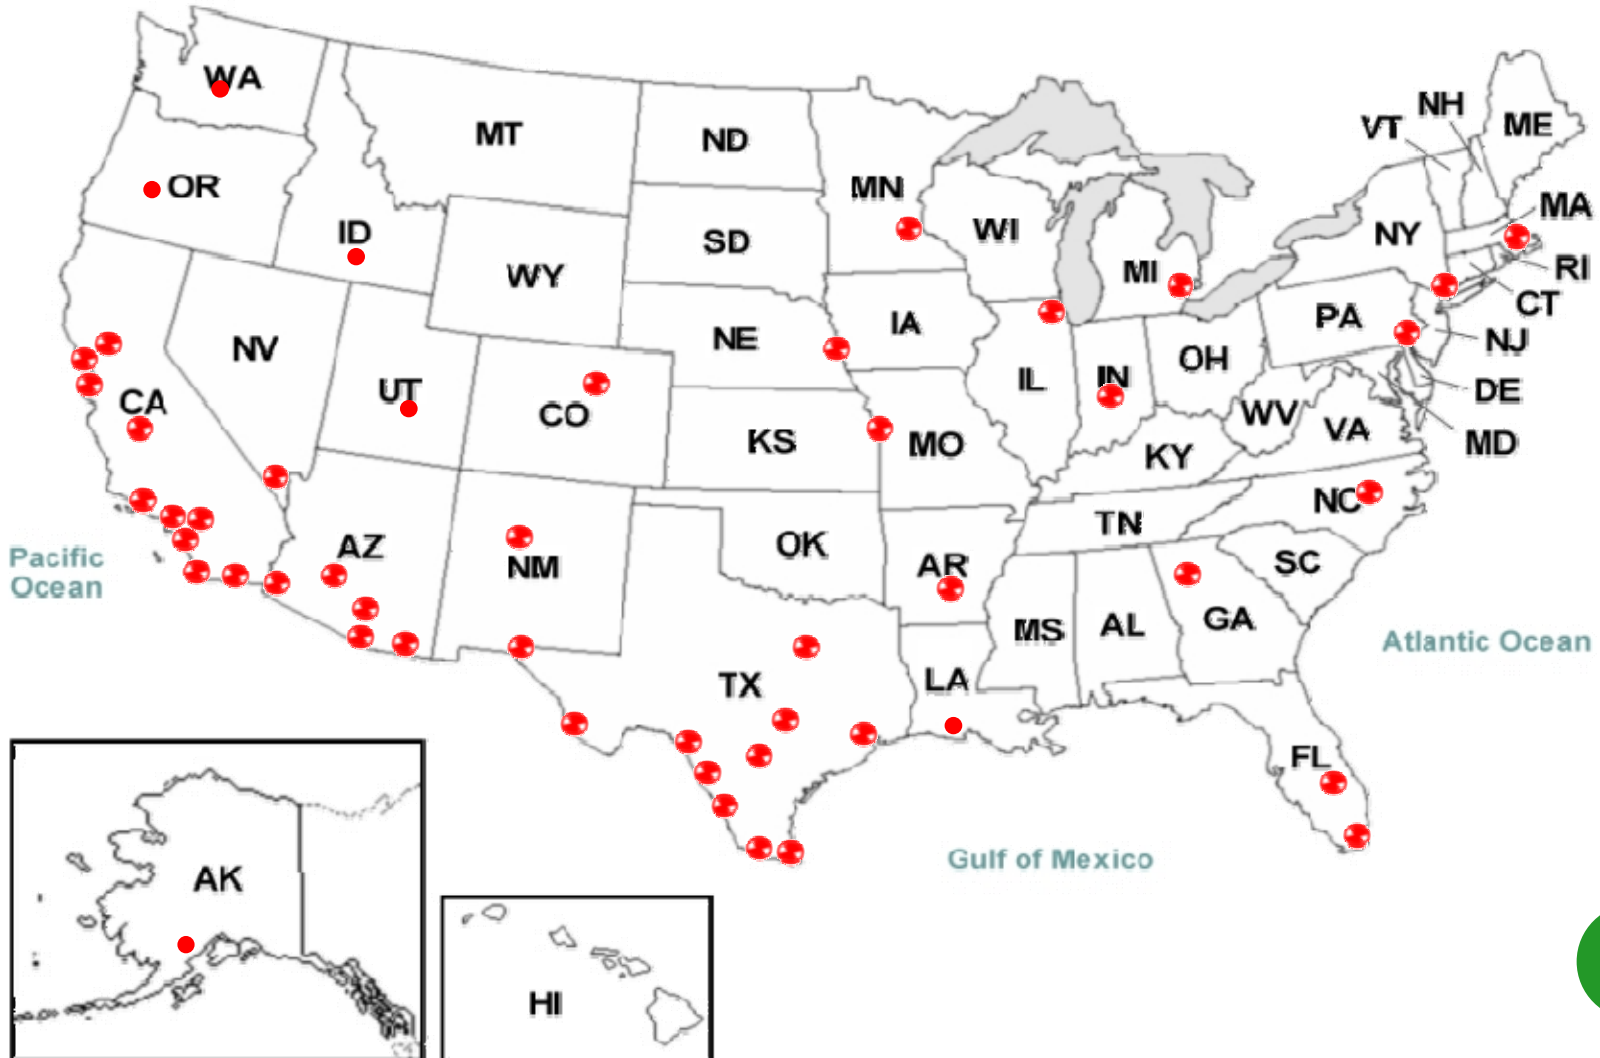 WA
MT
ND
MN
OR
ID
WY
SD
WI
MI
NH
VT
ME
MA
NY
RI
CT
NJ
PA
DE
MD
NV
UT
CA
CO
NE
IA
IL
IN
OH
WV
VA
KS
MO
KY
NC
TN
SC
AZ
NM
OK
AR
MS
AL
GA
TX
LA
FL
Pacific
Ocean
Atlantic Ocean
Gulf of Mexico
AK
HI